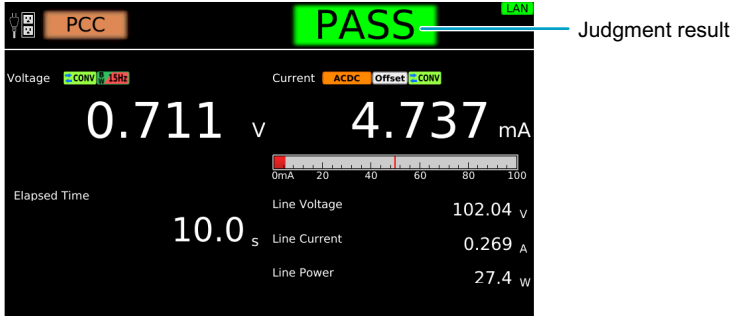 PCC
PASS
LAN
Judgment result
Voltage CONV BW 15Hz
Current ACDC Offset CONV
0.711 V
4.737 mA
0mA 20 40 60 80 100
Elapsed Time
10.0 s
Line Voltage
102.04 V
Line Current
0.269 A
Line Power
27.4 W